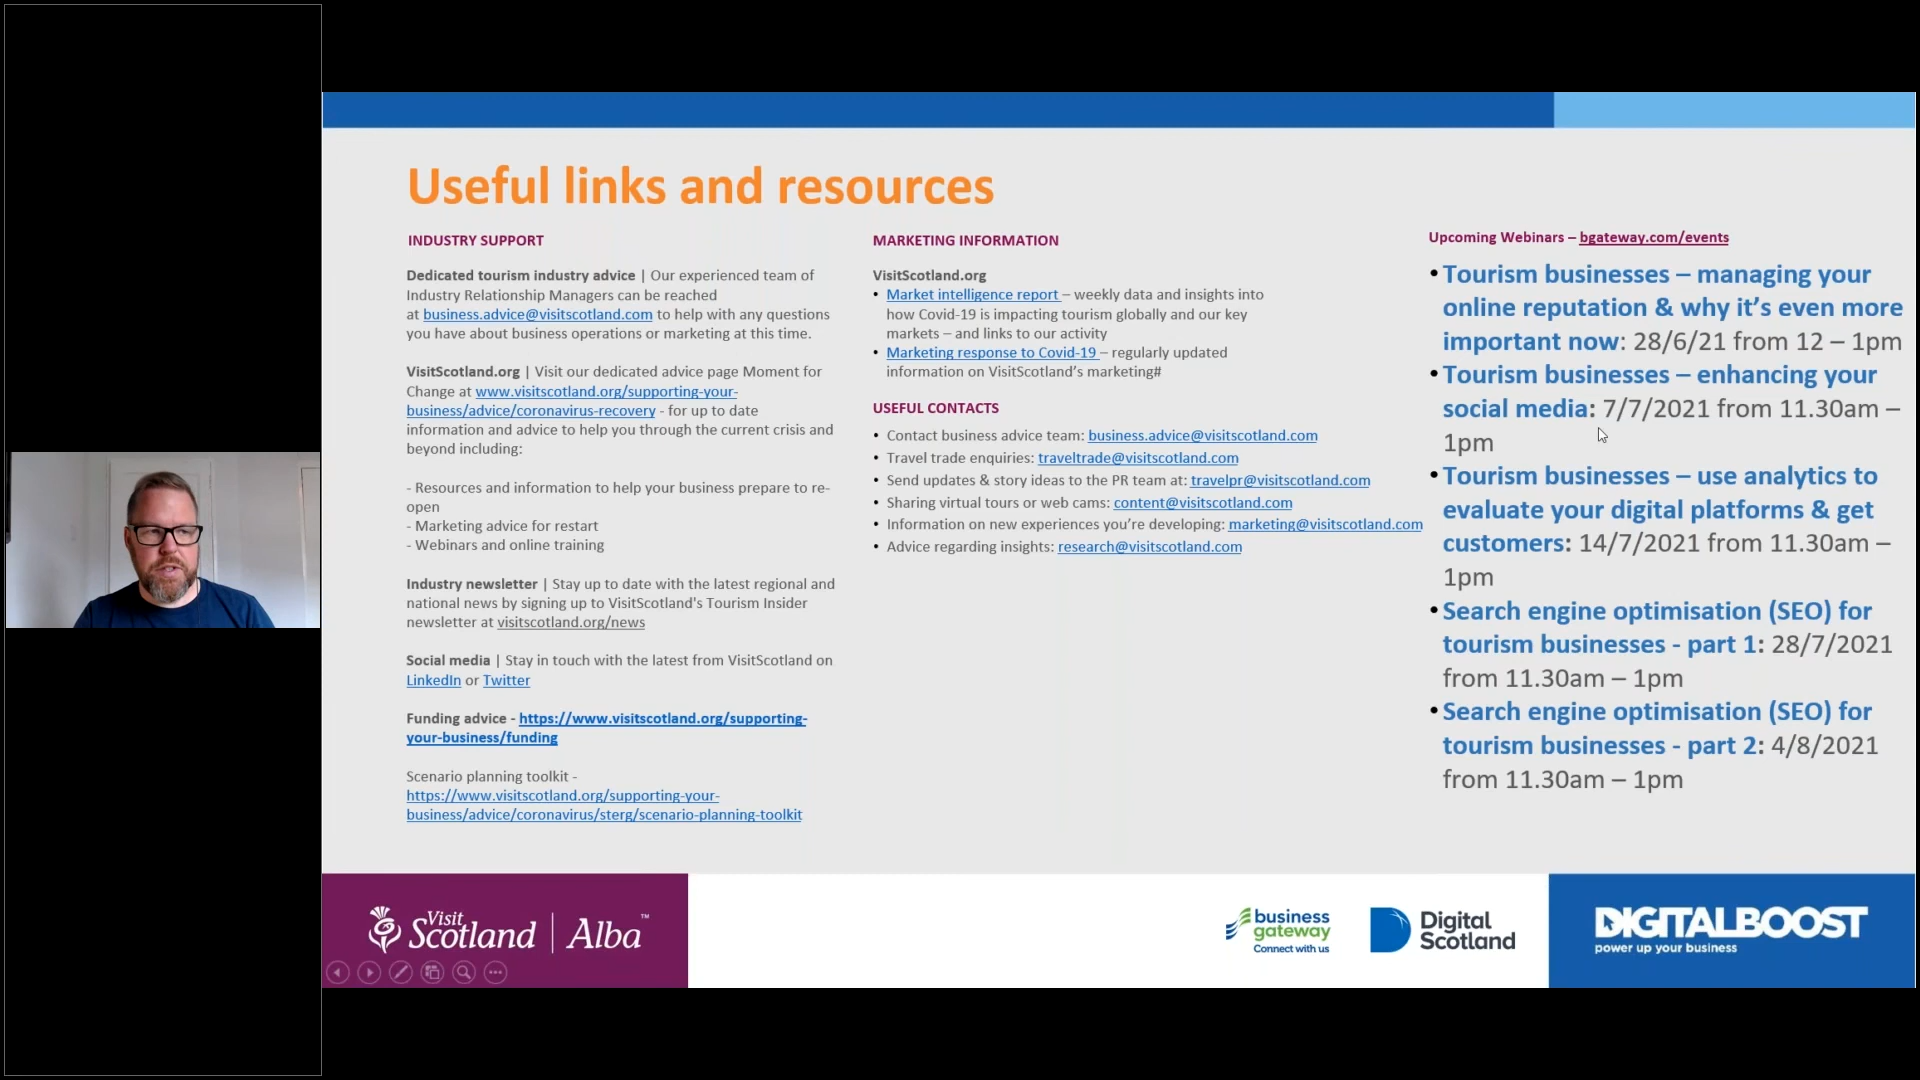 Useful links and resources
INDUSTRY SUPPORT
Dedicated tourism industry advice | Our experienced team of
Industry Relationship Managers can be reached
at business.advice@visitscotland.com to help with any questions
you have about business operations or marketing at this time.
VisitScotland.org | Visit our dedicated advice page Moment for
Change at www.visitscotland.org/supporting-your-
business/advice/coronavirus-recovery - for up to date
information and advice to help you through the current crisis and
beyond including:
- Resources and information to help your business prepare to re-
open
- Marketing advice for restart
- Webinars and online training
Industry newsletter | Stay up to date with the latest regional and
national news by signing up to VisitScotland's Tourism Insider
newsletter at visitscotland.org/news
Social media | Stay in touch with the latest from VisitScotland on
LinkedIn or Twitter
Funding advice - https://www.visitscotland.org/supporting-
your-business/funding
Scenario planning toolkit -
https://www.visitscotland.org/supporting-your-
business/advice/coronavirus/sterg/scenario-planning-toolkit
MARKETING INFORMATION
VisitScotland.org
• Market intelligence report – weekly data and insights into
how Covid-19 is impacting tourism globally and our key
markets – and links to our activity
• Marketing response to Covid-19 – regularly updated
information on VisitScotland’s marketing#
USEFUL CONTACTS
• Contact business advice team: business.advice@visitscotland.com
• Travel trade enquiries: traveltrade@visitscotland.com
• Send updates & story ideas to the PR team at: travelpr@visitscotland.com
• Sharing virtual tours or web cams: content@visitscotland.com
• Information on new experiences you’re developing: marketing@visitscotland.com
• Advice regarding insights: research@visitscotland.com
Upcoming Webinars – bgateway.com/events
• Tourism businesses – managing your
online reputation & why it’s even more
important now: 28/6/21 from 12 – 1pm
• Tourism businesses – enhancing your
social media: 7/7/2021 from 11.30am –
1pm
• Tourism businesses – use analytics to
evaluate your digital platforms & get
customers: 14/7/2021 from 11.30am –
1pm
• Search engine optimisation (SEO) for
tourism businesses - part 1: 28/7/2021
from 11.30am – 1pm
• Search engine optimisation (SEO) for
tourism businesses - part 2: 4/8/2021
from 11.30am – 1pm
Visit
Scotland | Alba™
business
gateway
Connect with us
Digital
Scotland
DIGITALBOOST
power up your business